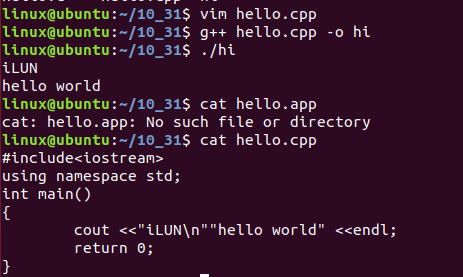 linux@ubuntu:~/10_31$ vim hello.cpp
linux@ubuntu:~/10_31$ g++ hello.cpp -o hi
linux@ubuntu:~/10_31$ ./hi
iLUN
hello world
linux@ubuntu:~/10_31$ cat hello.app
cat: hello.app: No such file or directory
linux@ubuntu:~/10_31$ cat hello.cpp
#include<iostream>
using namespace std;
int main()
{
        cout <<"iLUN\n""hello world" <<endl;
        return 0;
}